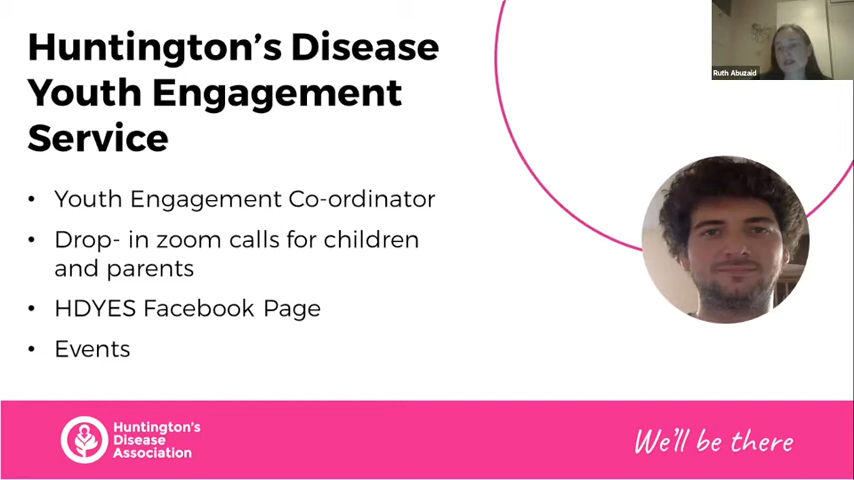 Huntington's Disease
Youth Engagement
Service
• Youth Engagement Co-ordinator
• Drop- in zoom calls for children
and parents
• HDYES Facebook Page
• Events
Ruth Abuzaid
Huntington's
Disease
Association
We'll be there